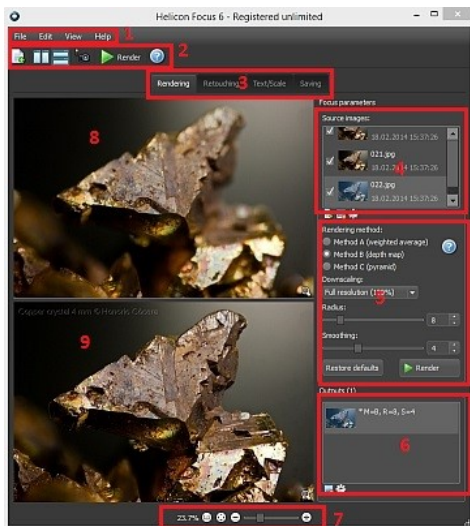 Helicon Focus 6 - Registered unlimited
File Edit View Help 1
Render 2
Rendering Retouching Text/Scale Saving 3
Focus parameters
Source images:
18.02.2014 15:37:26
021.jpg
18.02.2014 15:37:26
4
022.jpg
18.02.2014 15:37:26
8
Rendering method:
Method A (weighted average)
Method B (depth map)
Method C (pyramid)
Downscaling:
Full resolution
5
Radius:
8
Smoothing:
4
Restore defaults Render
Copper crystal 4 mm ©
9
Outputs (1)
*M=B, R=8, S=4
6
23.7% 7